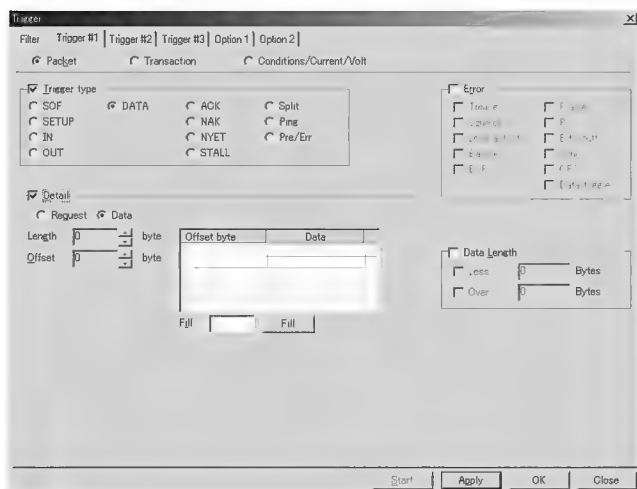 Trigger
Filter Trigger #1 Trigger #2 Trigger #3 Option 1 Option 2
Packet Transaction Conditions/Current/Volt
Trigger type
SOF DATA ACK Split
SETUP NAK Ping
IN NYET Pre/Err
OUT STALL
Error
Data toggle
Detail
Request Data
Length 0 byte
Offset 0 byte
Offset byte Data
Fill Fill
Data Length
Less 0 Bytes
Over 0 Bytes
Start Apply OK Close